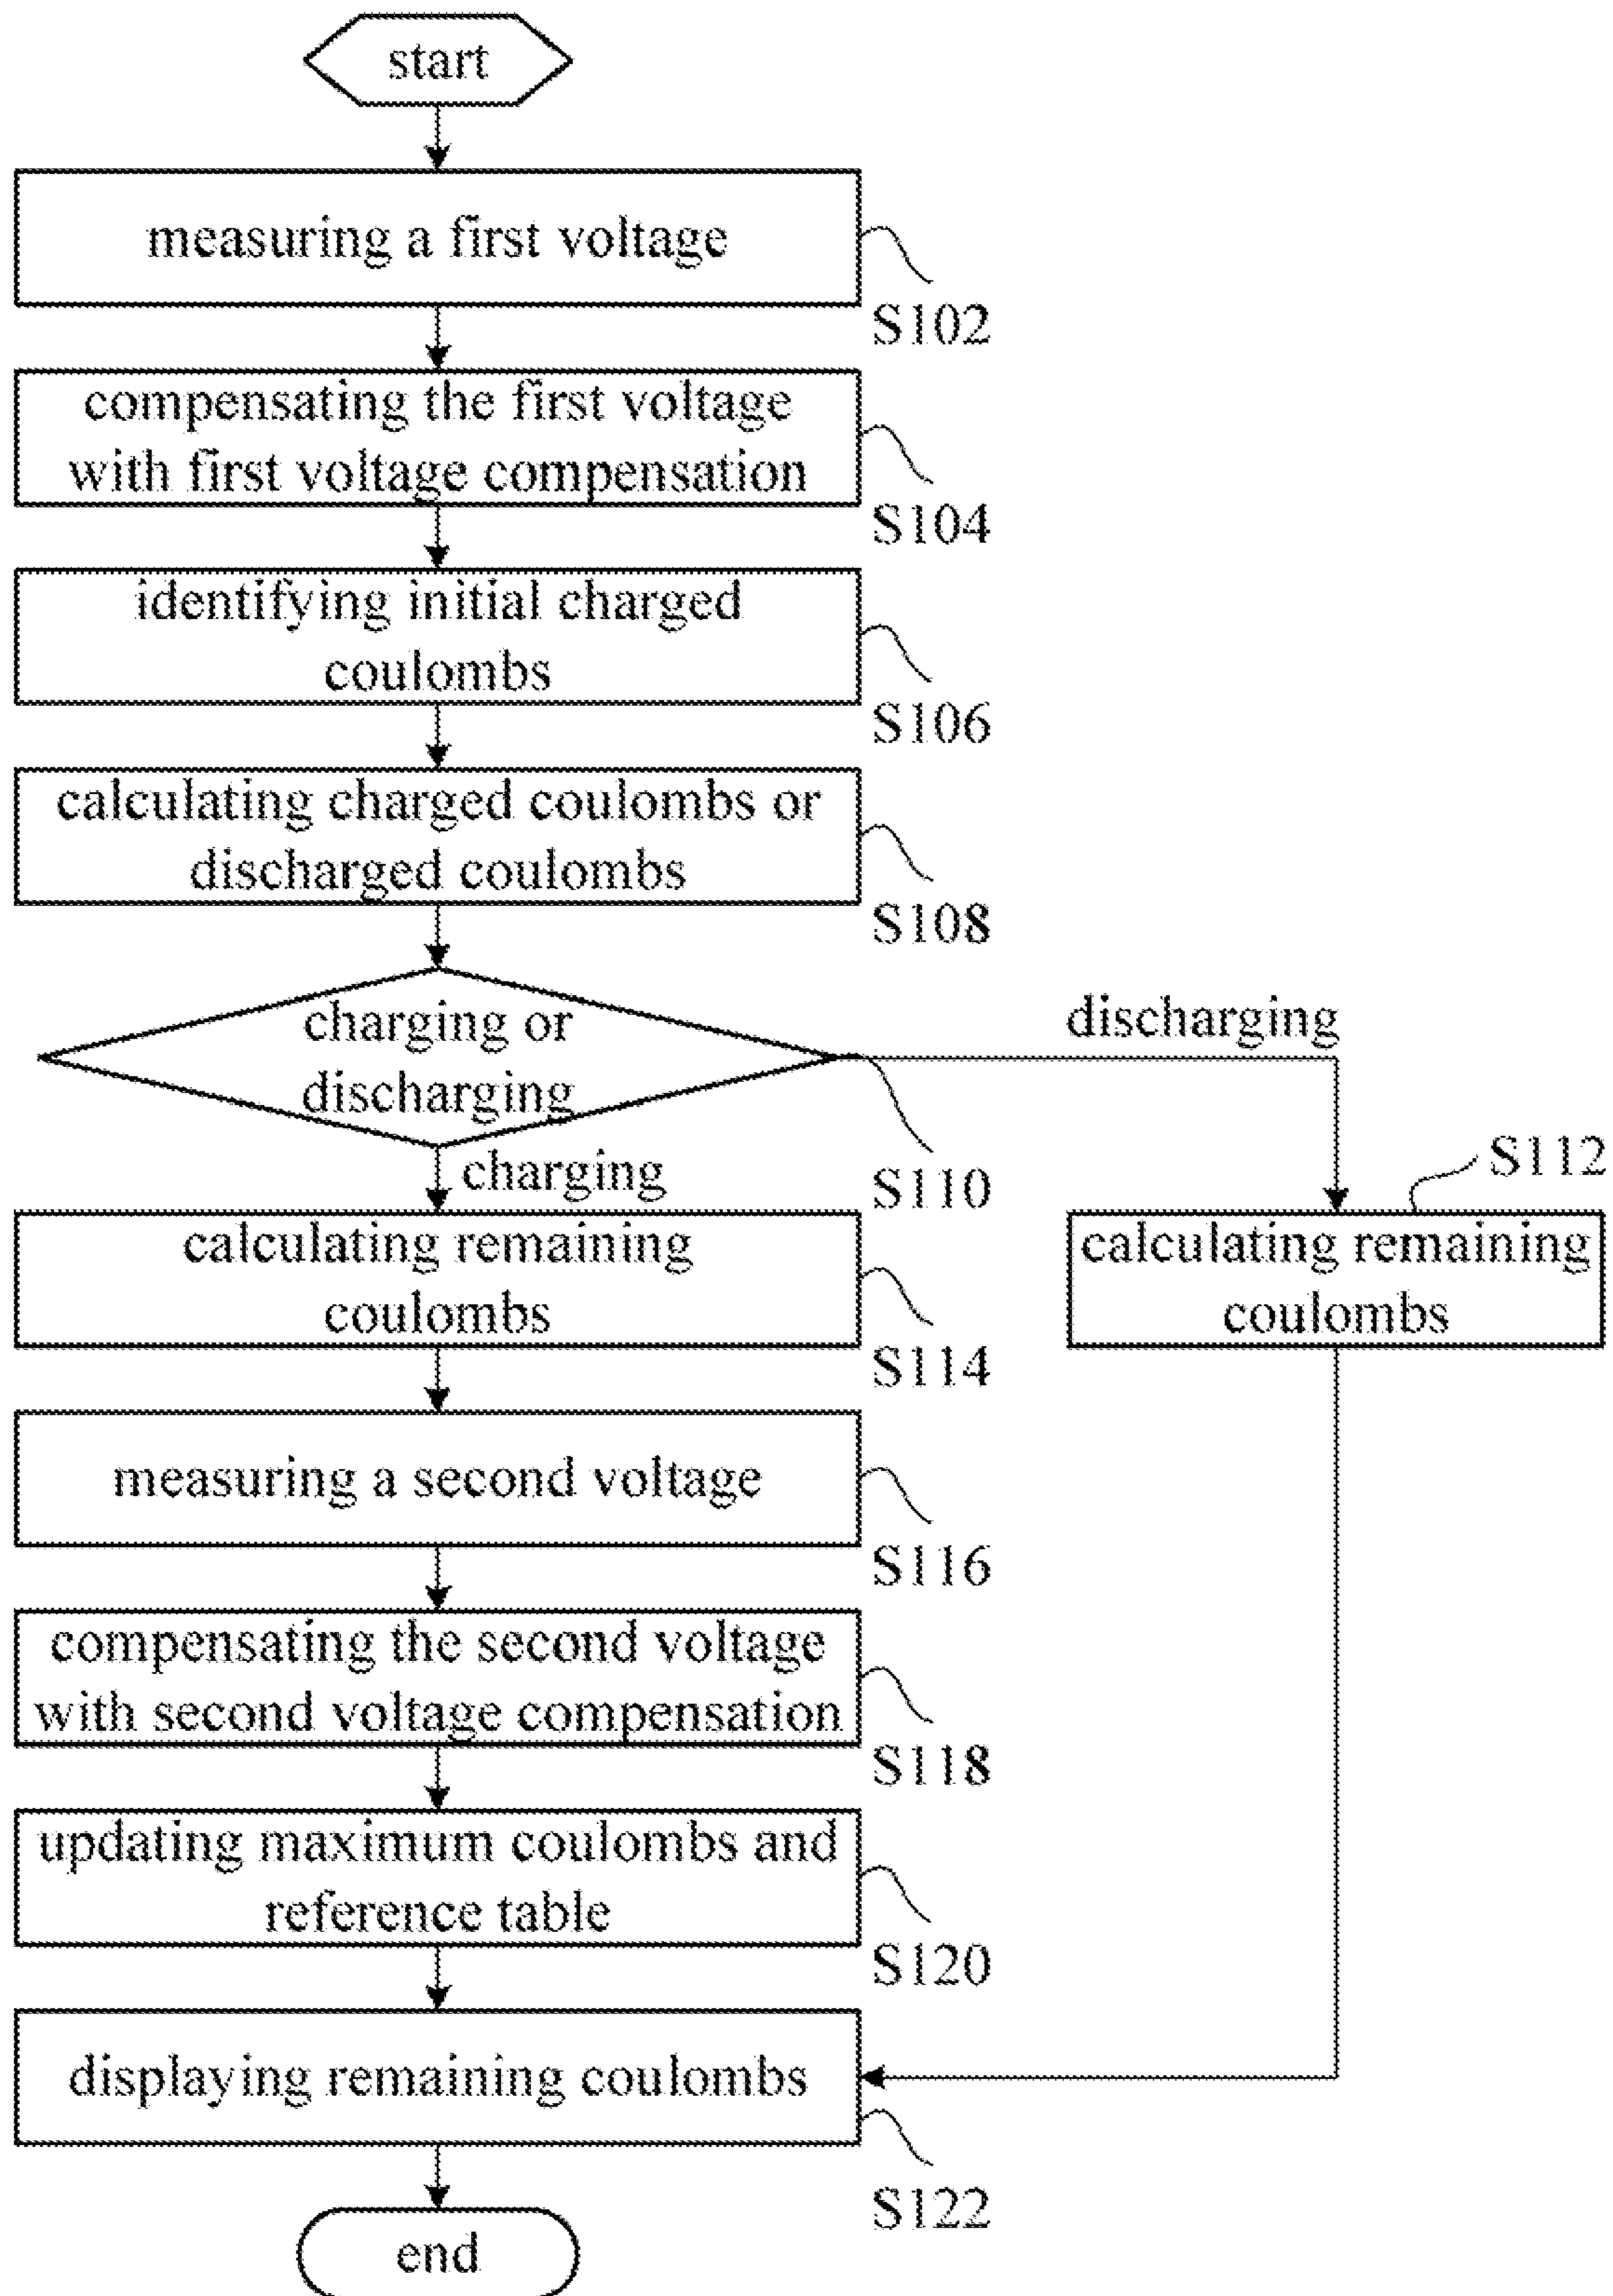 start
measuring a first voltage
S102
compensating the first voltage
with first voltage compensation
S104
identifying initial charged
coulombs
S106
calculating charged coulombs or
discharged coulombs
S108
charging or
discharging
S110
discharging
charging
S112
calculating remaining
coulombs
calculating remaining
coulombs
S114
measuring a second voltage
S116
compensating the second voltage
with second voltage compensation
S118
updating maximum coulombs and
reference table
S120
displaying remaining coulombs
S122
end